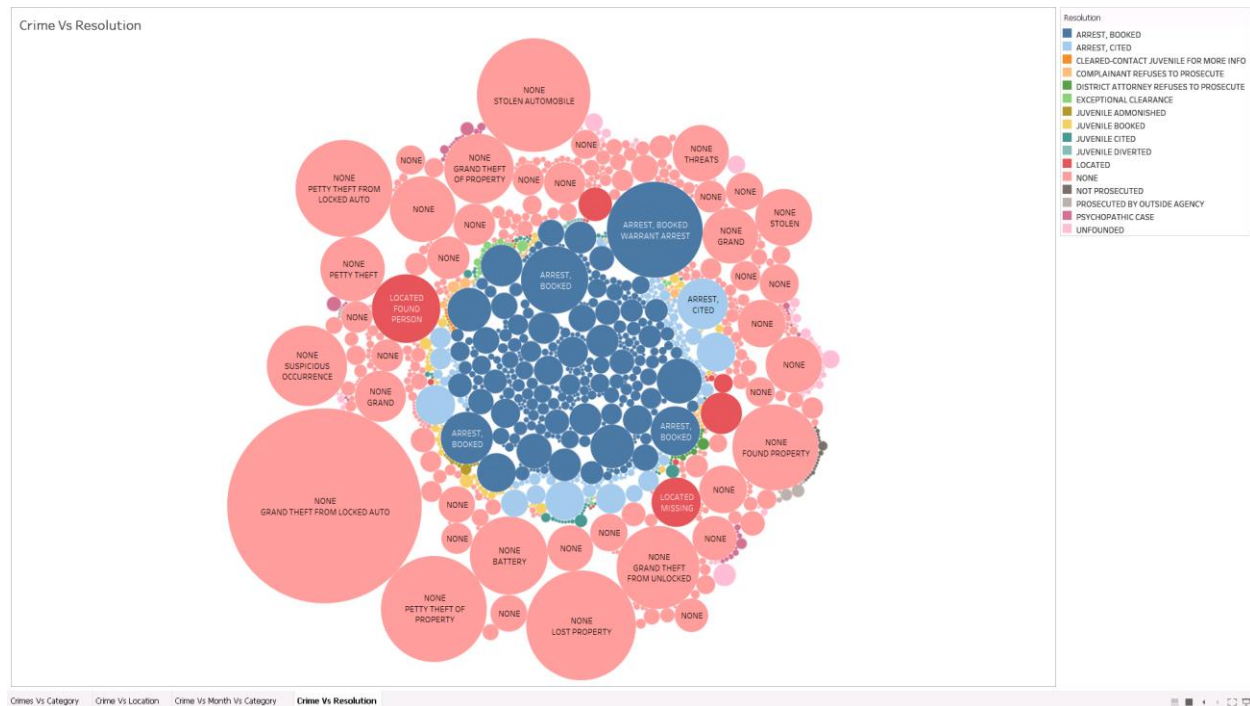 Crime Vs Resolution
NONE
STOLEN AUTOMOBILE
NONE
NONE
THREATS
NONE
NONE
GRAND THEFT
OF PROPERTY
NONE
NONE
NONE
PETTY THEFT FROM
LOCKED AUTO
NONE
NONE
NONE
NONE
NONE
NONE
STOLEN
ARREST, BOOKED
WARRANT ARREST
NONE
GRAND
NONE
NONE
PETTY THEFT
ARREST,
BOOKED
NONE
NONE
LOCATED
FOUND
PERSON
ARREST,
CITED
NONE
NONE
NONE
NONE
SUSPICIOUS
OCCURRENCE
NONE
NONE
NONE
GRAND
NONE
ARREST,
BOOKED
ARREST,
BOOKED
NONE
FOUND PROPERTY
NONE
GRAND THEFT FROM LOCKED AUTO
NONE
LOCATED
MISSING
NONE
NONE
NONE
NONE
NONE
BATTERY
NONE
NONE
GRAND THEFT
FROM UNLOCKED
NONE
PETTY THEFT OF
PROPERTY
NONE
NONE
NONE
LOST PROPERTY
Resolution
ARREST, BOOKED
ARREST, CITED
CLEARED-CONTACT JUVENILE FOR MORE INFO
COMPLAINANT REFUSES TO PROSECUTE
DISTRICT ATTORNEY REFUSES TO PROSECUTE
EXCEPTIONAL CLEARANCE
JUVENILE ADMONISHED
JUVENILE BOOKED
JUVENILE CITED
JUVENILE DIVERTED
LOCATED
NONE
NOT PROSECUTED
PROSECUTED BY OUTSIDE AGENCY
PSYCHOPATHIC CASE
UNFOUNDED
Crimes Vs Category
Crime Vs Location
Crime Vs Month Vs Category
Crime Vs Resolution